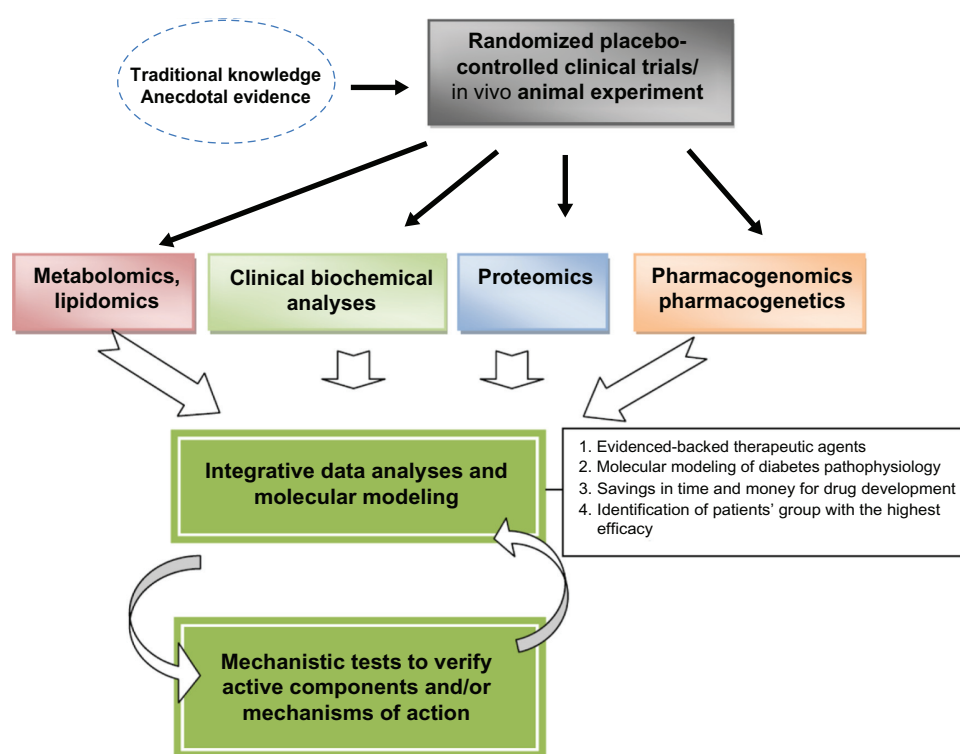 Traditional knowledge
Anecdotal evidence
Randomized placebo-
controlled clinical trials/
in vivo animal experiment
Metabolomics,
lipidomics
Clinical biochemical
analyses
Proteomics
Pharmacogenomics
pharmacogenetics
Integrative data analyses and
molecular modeling
1. Evidenced-backed therapeutic agents
2. Molecular modeling of diabetes pathophysiology
3. Savings in time and money for drug development
4. Identification of patients’ group with the highest
efficacy
Mechanistic tests to verify
active components and/or
mechanisms of action